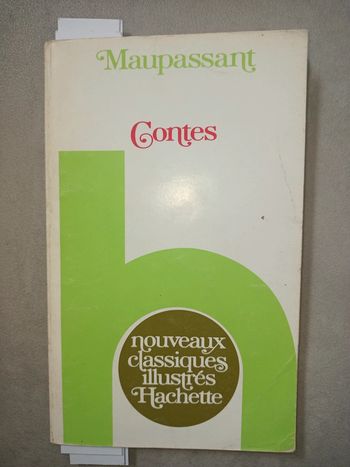 Maupassant
Contes
nouveaux
classiques
illustrés
Hachette